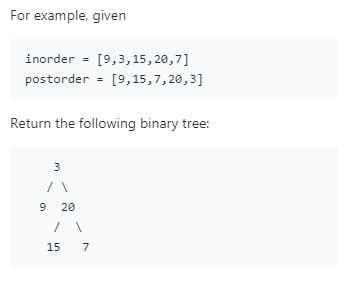 For example, given
inorder = [9,3,15,20,7]
postorder = [9,15,7,20,3]
Return the following binary tree:
3
/ \
9 20
/ \
15 7